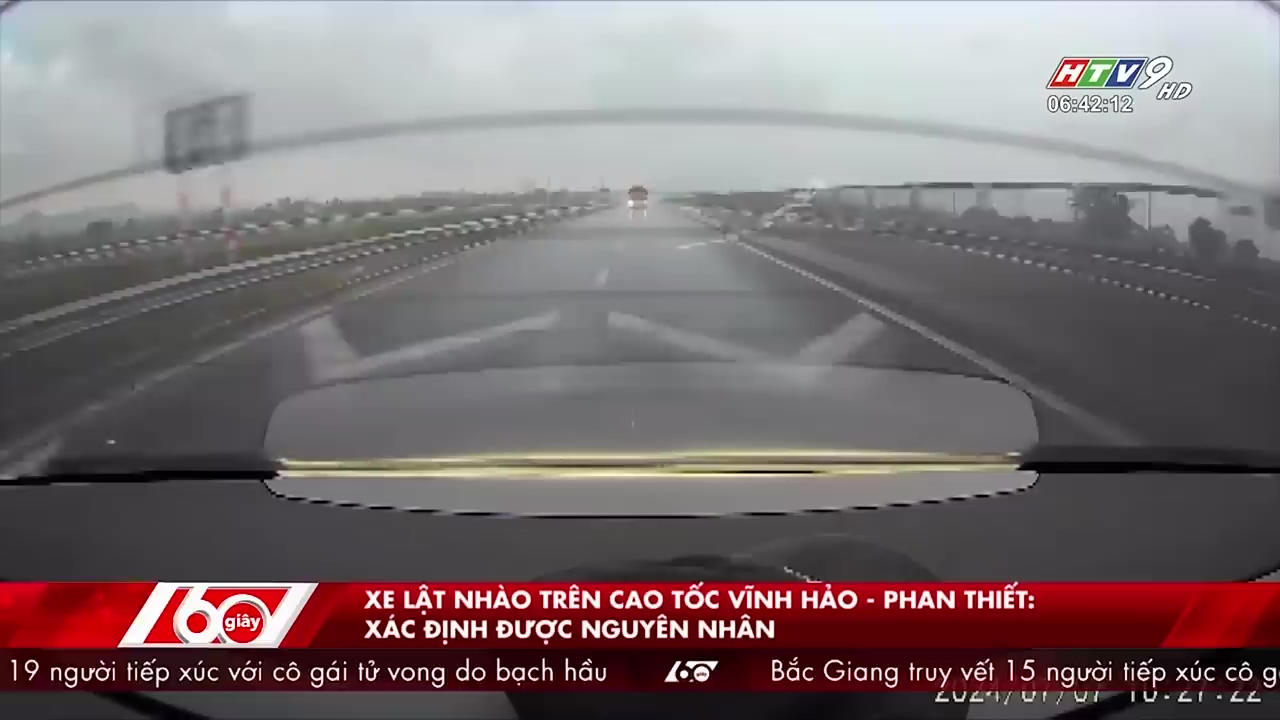 HTV9 HD
06:42:12
60 giây
XE LẬT NHÀO TRÊN CAO TỐC VĨNH HẢO - PHAN THIẾT:
XÁC ĐỊNH ĐƯỢC NGUYÊN NHÂN
19 người tiếp xúc với cô gái tử vong do bạch hầu
60 giây
Bắc Giang truy vết 15 người tiếp xúc cô